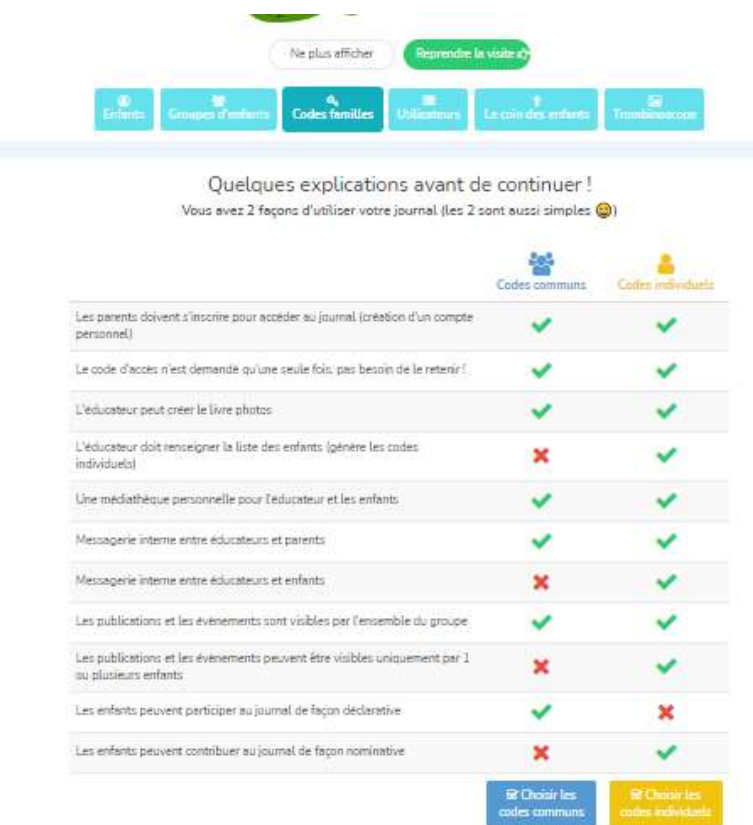 Ne plus afficher
Reprendre la visite
Enfants
Groupes d'enfants
Codes familles
Utilisateurs
Le coin des enfants
Trombinoscope
Quelques explications avant de continuer !
Vous avez 2 façons d'utiliser votre journal (les 2 sont aussi simples 😄)
Codes communs
Codes individuels
Les parents doivent s'inscrire pour accéder au journal (création d'un compte
personnel)
Le code d'accès n'est demandé qu'une seule fois, pas besoin de le retenir !
L'éducateur peut créer le livre photos
L'éducateur doit renseigner la liste des enfants (génère les codes
individuels)
Une médiathèque personnelle pour l'éducateur et les enfants
Messagerie interne entre éducateurs et parents
Messagerie interne entre éducateurs et enfants
Les publications et les évènements sont visibles par l'ensemble du groupe
Les publications et les évènements peuvent être visibles uniquement par 1
ou plusieurs enfants
Les enfants peuvent participer au journal de façon déclarative
Les enfants peuvent contribuer au journal de façon nominative
Choisir les
codes communs
Choisir les
codes individuels